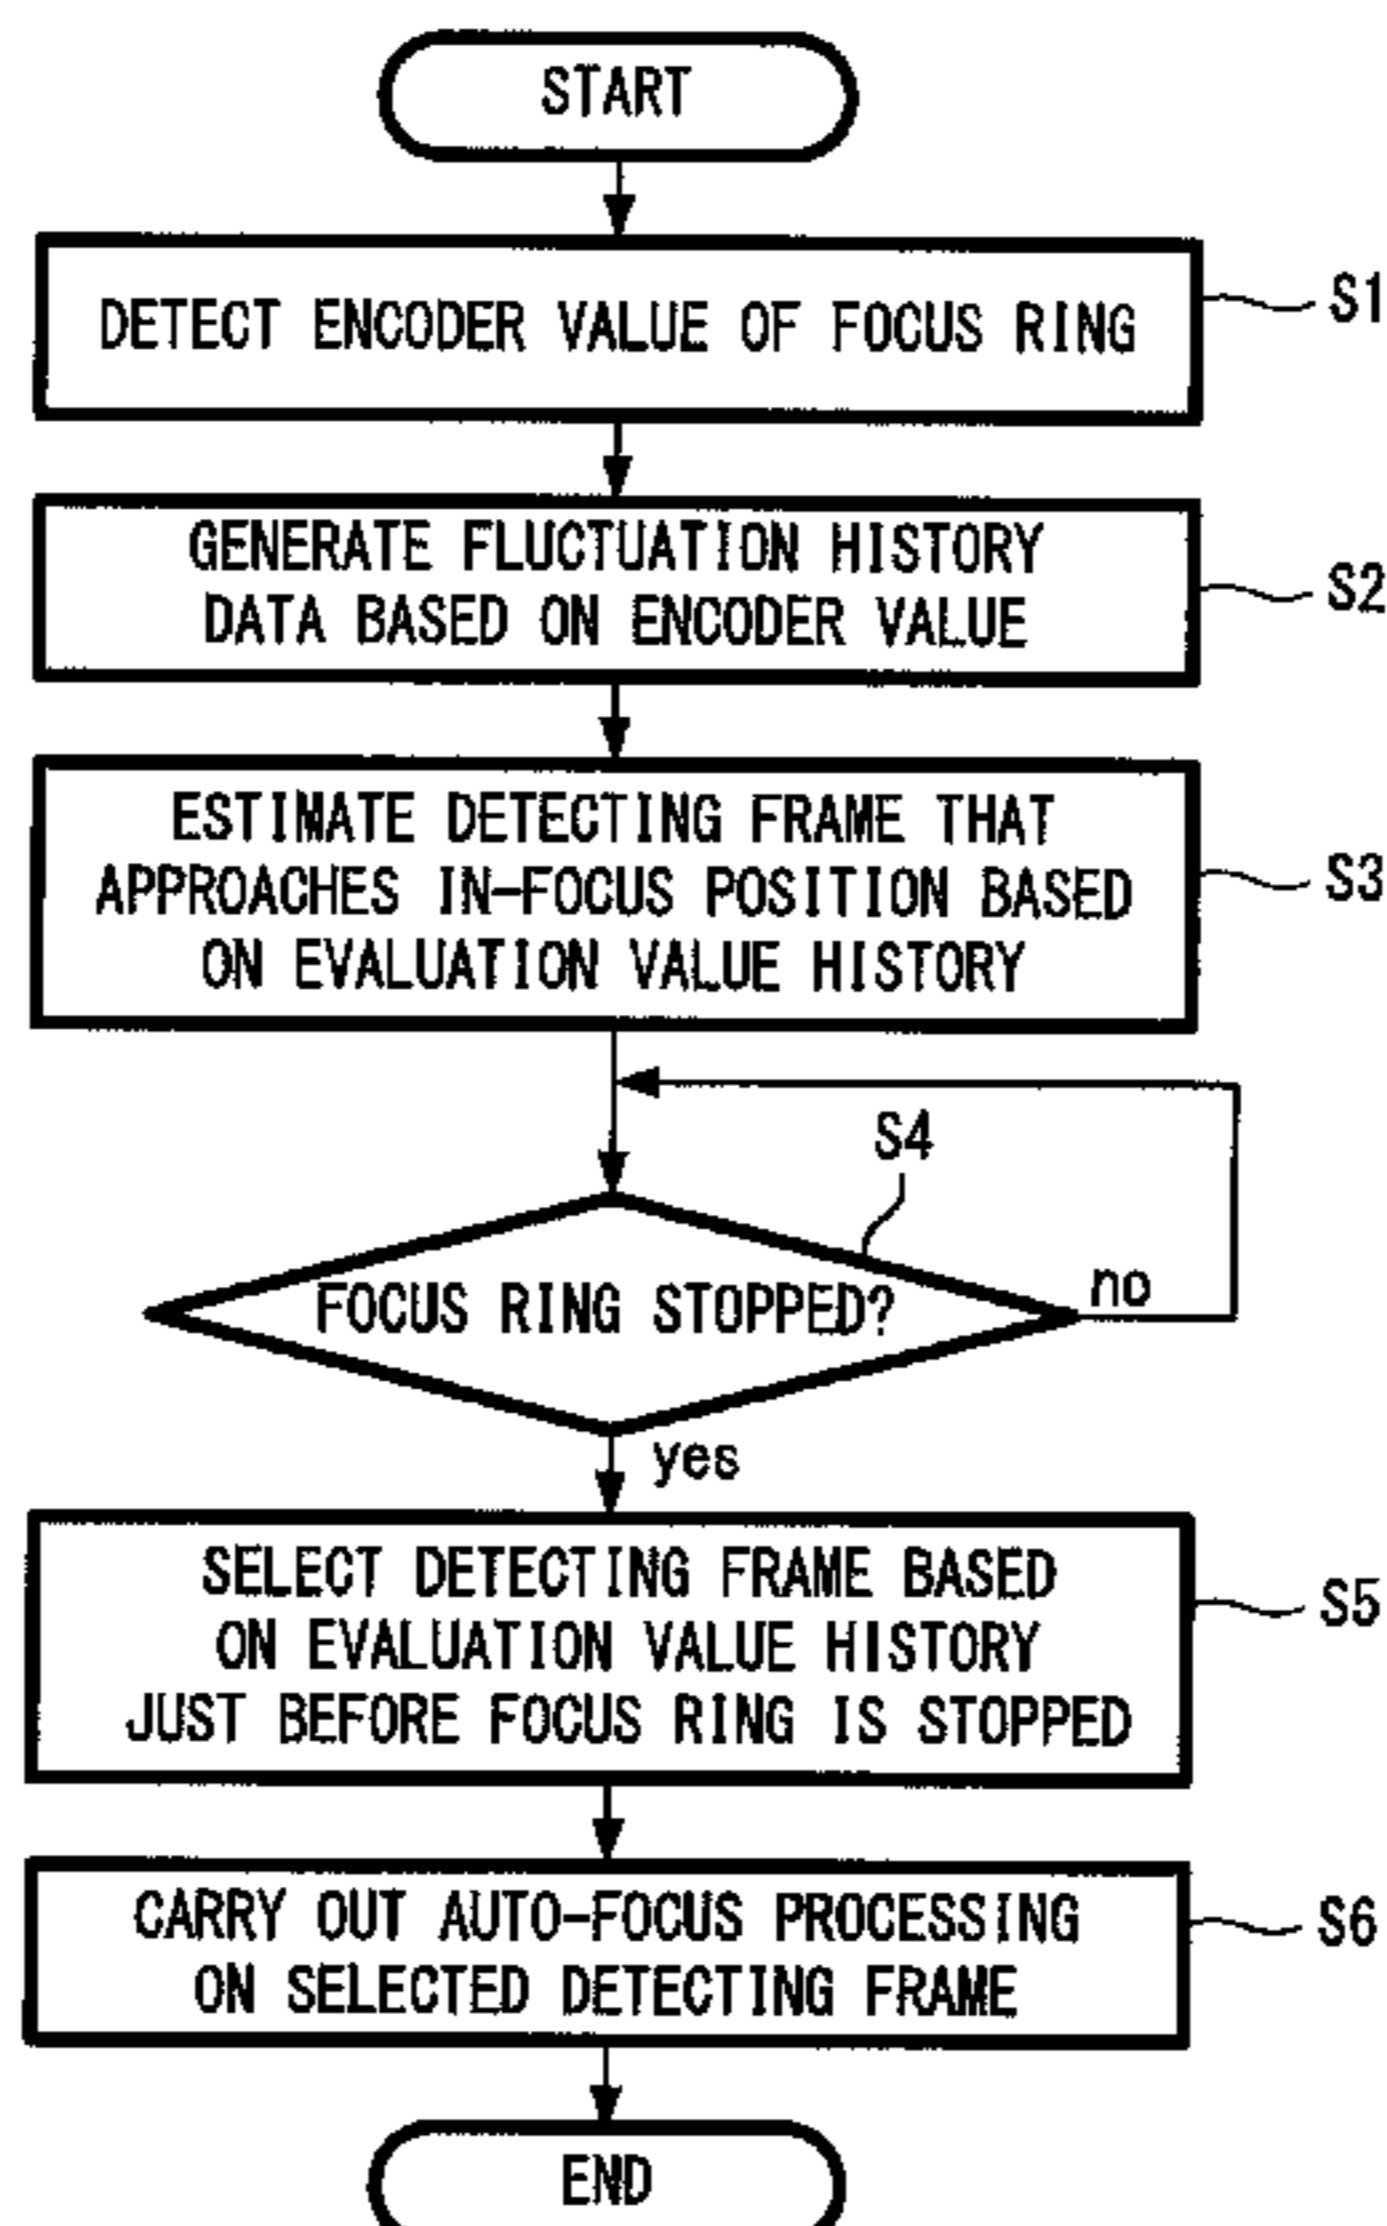 START
DETECT ENCODER VALUE OF FOCUS RING
S1
GENERATE FLUCTUATION HISTORY
DATA BASED ON ENCODER VALUE
S2
ESTIMATE DETECTING FRAME THAT
APPROACHES IN-FOCUS POSITION BASED
ON EVALUATION VALUE HISTORY
S3
S4
FOCUS RING STOPPED?
no
yes
SELECT DETECTING FRAME BASED
ON EVALUATION VALUE HISTORY
JUST BEFORE FOCUS RING IS STOPPED
S5
CARRY OUT AUTO-FOCUS PROCESSING
ON SELECTED DETECTING FRAME
S6
END